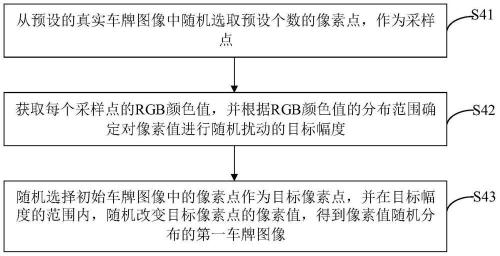 从预设的真实车牌图像中随机选取预设个数的像素点，作为采样
点
S41
获取每个采样点的RGB颜色值，并根据RGB颜色值的分布范围确
定对像素值进行随机扰动的目标幅度
S42
随机选择初始车牌图像中的像素点作为目标像素点，并在目标幅
度的范围内，随机改变目标像素点的像素值，得到像素值随机分
布的第一车牌图像
S43